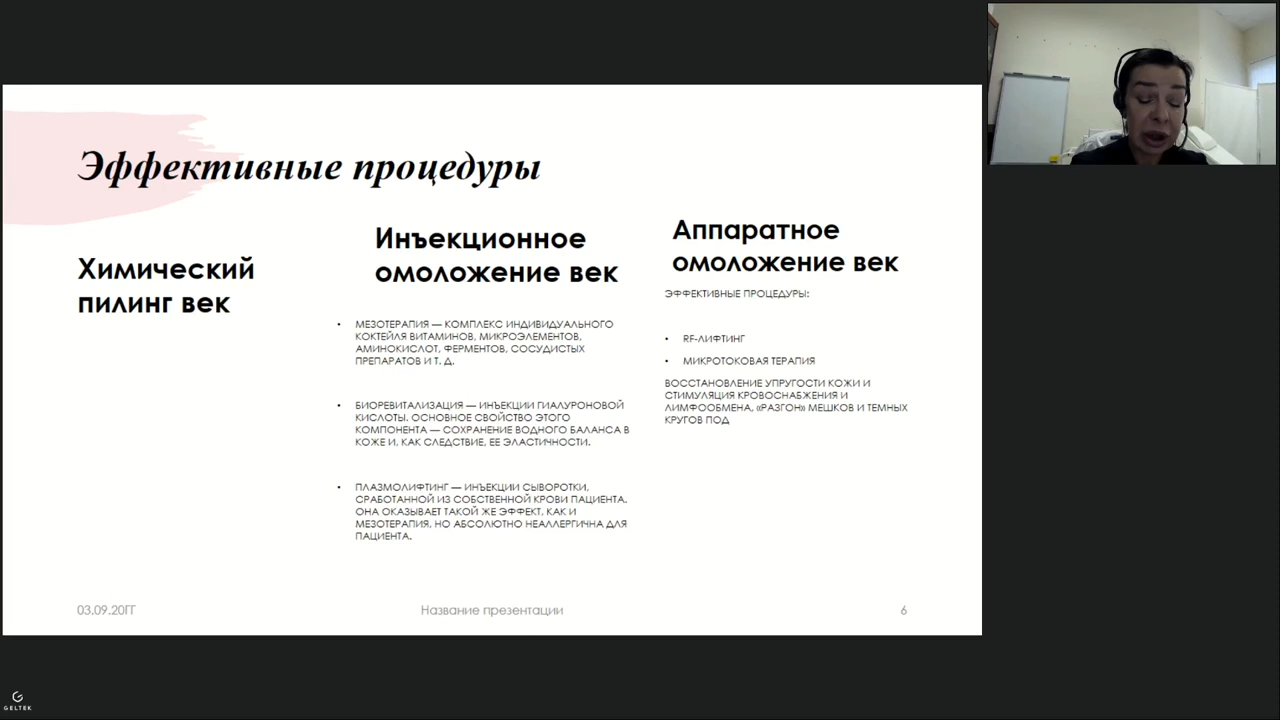 Эффективные процедуры
Химический
пилинг век
Инъекционное
омоложение век
• МЕЗОТЕРАПИЯ — КОМПЛЕКС ИНДИВИДУАЛЬНОГО
КОКТЕЙЛЯ ВИТАМИНОВ, МИКРОЭЛЕМЕНТОВ,
АМИНОКИСЛОТ, ФЕРМЕНТОВ, СОСУДИСТЫХ
ПРЕПАРАТОВ И Т. Д.
• БИОРЕВИТАЛИЗАЦИЯ — ИНЪЕКЦИИ ГИАЛУРОНОВОЙ
КИСЛОТЫ. ОСНОВНОЕ СВОЙСТВО ЭТОГО
КОМПОНЕНТА — СОХРАНЕНИЕ ВОДНОГО БАЛАНСА В
КОЖЕ И, КАК СЛЕДСТВИЕ, ЕЕ ЭЛАСТИЧНОСТИ.
• ПЛАЗМОЛИФТИНГ — ИНЪЕКЦИИ СЫВОРОТКИ,
СРАБОТАННОЙ ИЗ СОБСТВЕННОЙ КРОВИ ПАЦИЕНТА.
ОНА ОКАЗЫВАЕТ ТАКОЙ ЖЕ ЭФФЕКТ, КАК И
МЕЗОТЕРАПИЯ, НО АБСОЛЮТНО НЕАЛЛЕРГИЧНА ДЛЯ
ПАЦИЕНТА.
Аппаратное
омоложение век
ЭФФЕКТИВНЫЕ ПРОЦЕДУРЫ:
• RF-ЛИФТИНГ
• МИКРОТОКОВАЯ ТЕРАПИЯ
ВОССТАНОВЛЕНИЕ УПРУГОСТИ КОЖИ И
СТИМУЛЯЦИЯ КРОВОСНАБЖЕНИЯ И
ЛИМФООБМЕНА, «РАЗГОН» МЕШКОВ И ТЕМНЫХ
КРУГОВ ПОД
03.09.20ГГ
Название презентации
6
GELTEK